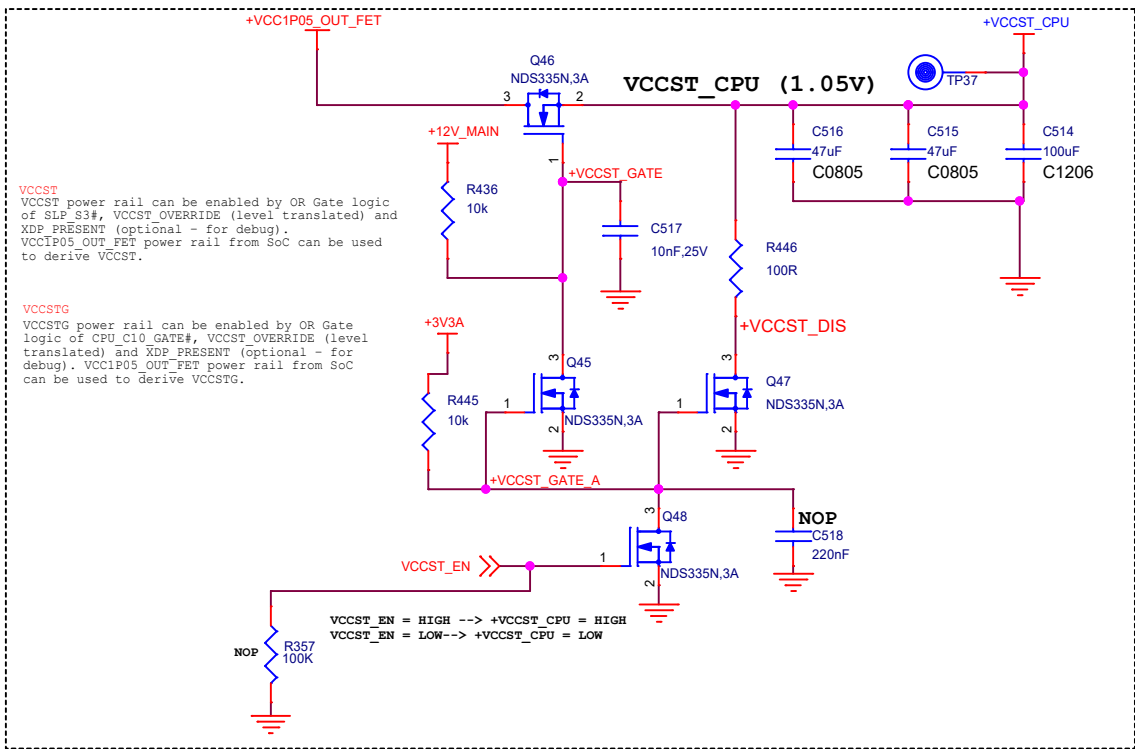 +VCC1P05_OUT_FET
+VCCST_CPU
Q46
NDS335N,3A
VCCST_CPU (1.05V)
TP37
3
2
1
+12V_MAIN
+VCCST_GATE
C516
47uF
C0805
C515
47uF
C0805
C514
100uF
C1206
R436
10k
C517
10nF,25V
R446
100R
VCCST
VCCST power rail can be enabled by OR Gate logic
of SLP_S3#, VCCST_OVERRIDE (level translated) and
XDP_PRESENT (optional - for debug).
VCC1P05_OUT_FET power rail from SoC can be used
to derive VCCST.
VCCSTG
VCCSTG power rail can be enabled by OR Gate
logic of CPU_C10_GATE#, VCCST_OVERRIDE (level
translated) and XDP_PRESENT (optional - for
debug). VCC1P05_OUT_FET power rail from SoC
can be used to derive VCCSTG.
+3V3A
+VCCST_DIS
R445
10k
3
Q45
1
NDS335N,3A
2
3
Q47
1
NDS335N,3A
2
+VCCST_GATE_A
3
Q48
1
NDS335N,3A
2
NOP
C518
220nF
VCCST_EN
VCCST_EN = HIGH --> +VCCST_CPU = HIGH
VCCST_EN = LOW--> +VCCST_CPU = LOW
NOP
R357
100K